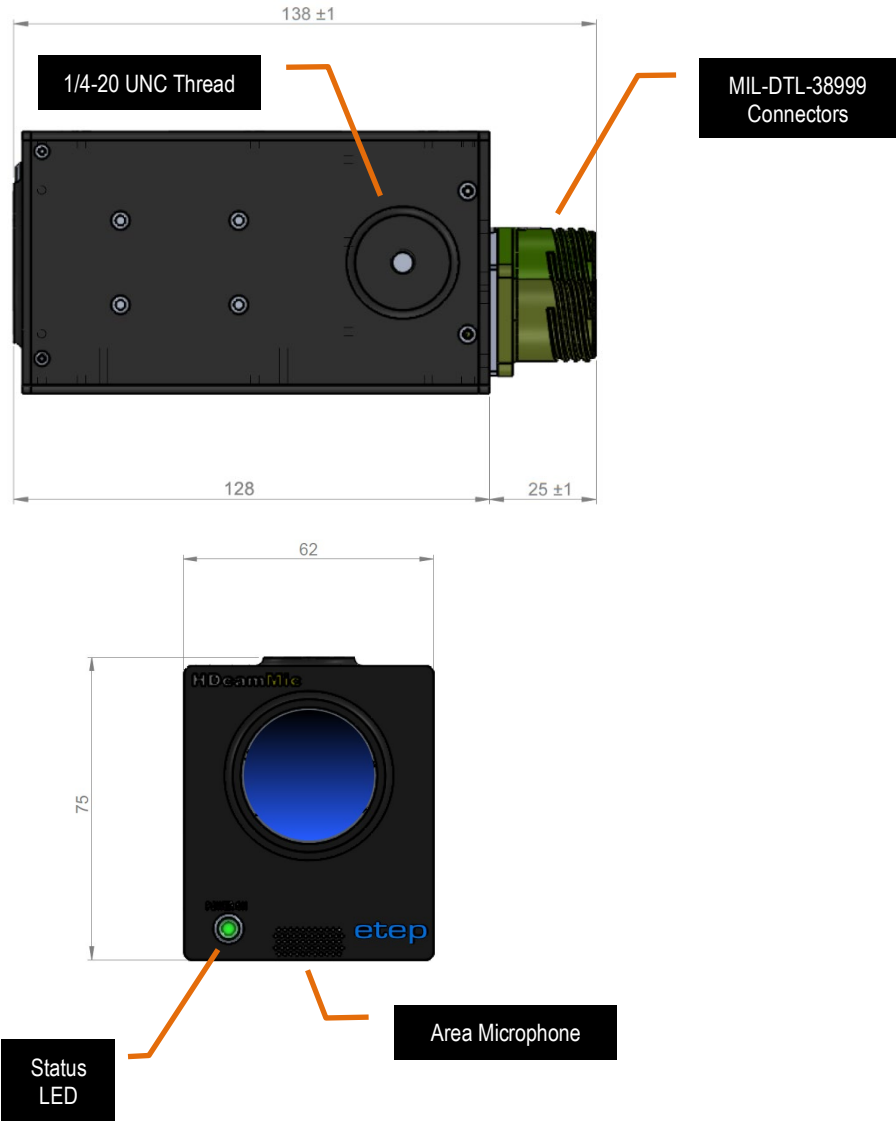 138 ±1
1/4-20 UNC Thread
MIL-DTL-38999
Connectors
128
25 ±1
62
HDcamMic
75
etep
Area Microphone
Status
LED